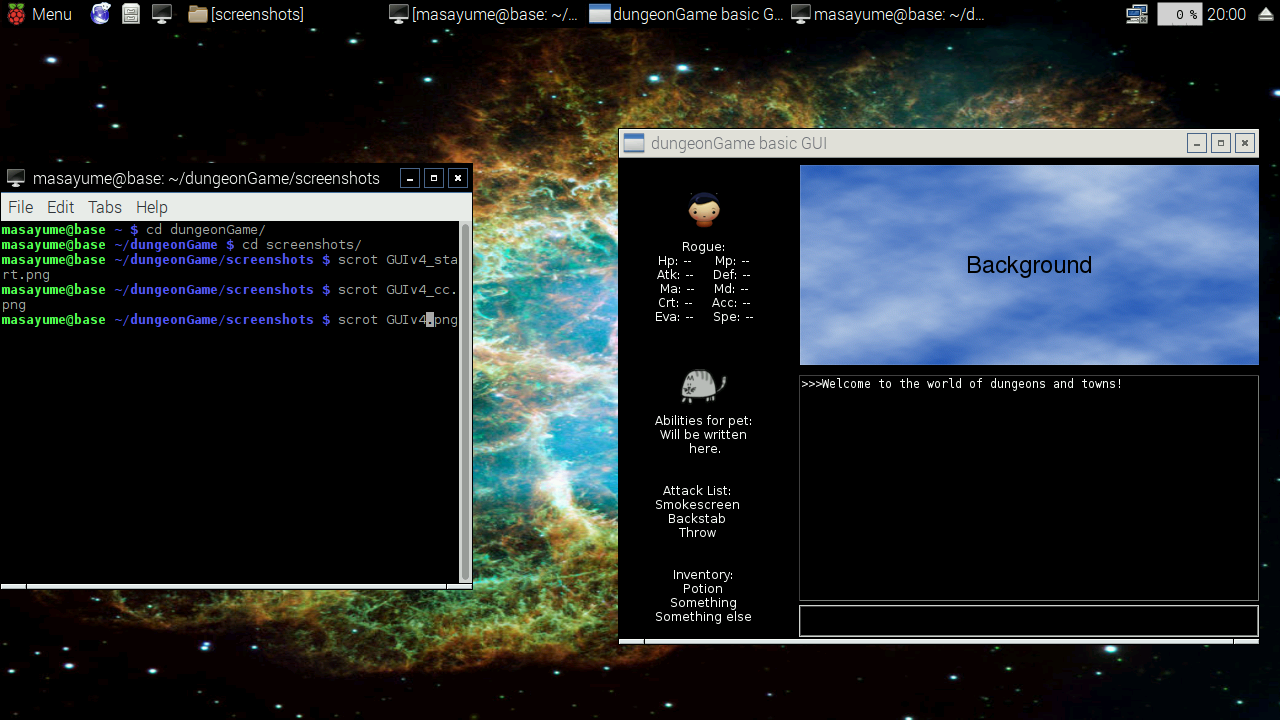 Menu
[screenshots]
[masayume@base: ~/...
dungeonGame basic G...
masayume@base: ~/d...
0 %
20:00
masayume@base: ~/dungeonGame/screenshots
File Edit Tabs Help
masayume@base ~ $ cd dungeonGame/
masayume@base ~/dungeonGame $ cd screenshots/
masayume@base ~/dungeonGame/screenshots $ scrot GUIv4_sta
rt.png
masayume@base ~/dungeonGame/screenshots $ scrot GUIv4_cc.
png
masayume@base ~/dungeonGame/screenshots $ scrot GUIv4.png
dungeonGame basic GUI
Rogue:
Hp: -- Mp: --
Atk: -- Def: --
Ma: -- Md: --
Crt: -- Acc: --
Eva: -- Spe: --
Abilities for pet:
Will be written
here.
Attack List:
Smokescreen
Backstab
Throw
Inventory:
Potion
Something
Something else
Background
>>>Welcome to the world of dungeons and towns!